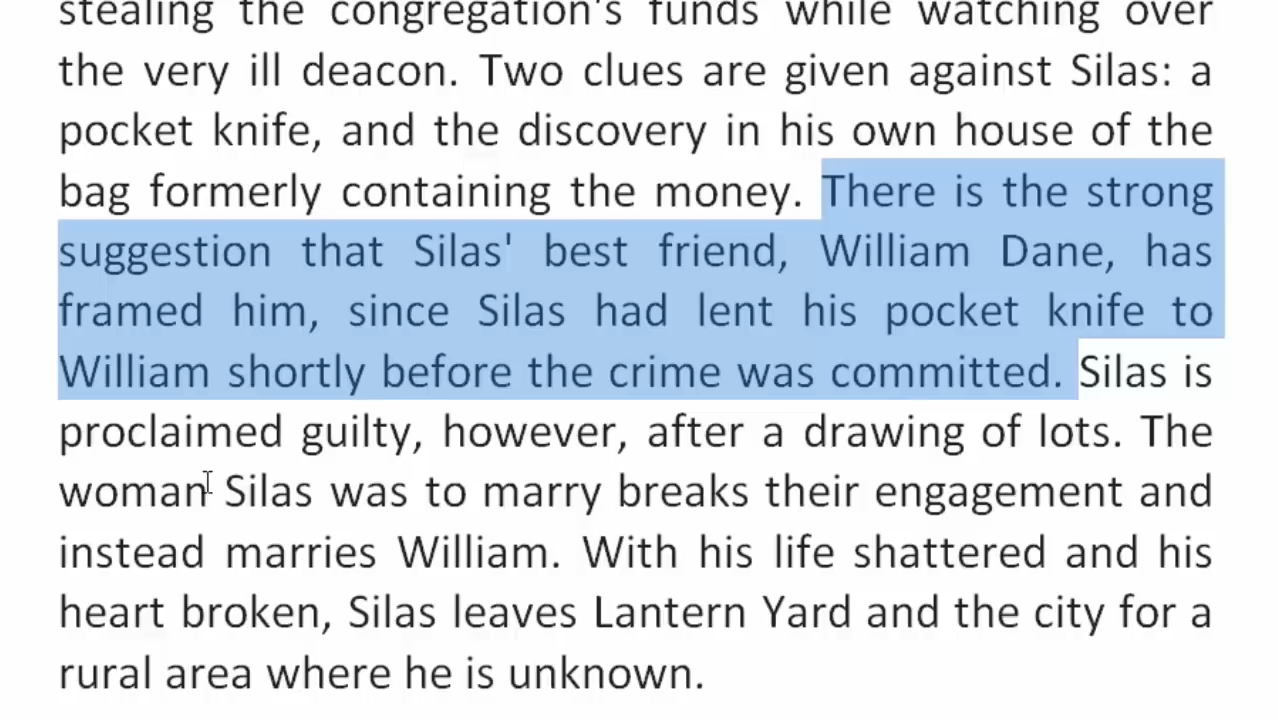 stealing the congregation's funds while watching over
the very ill deacon. Two clues are given against Silas: a
pocket knife, and the discovery in his own house of the
bag formerly containing the money. There is the strong
suggestion that Silas' best friend, William Dane, has
framed him, since Silas had lent his pocket knife to
William shortly before the crime was committed. Silas is
proclaimed guilty, however, after a drawing of lots. The
woman Silas was to marry breaks their engagement and
instead marries William. With his life shattered and his
heart broken, Silas leaves Lantern Yard and the city for a
rural area where he is unknown.